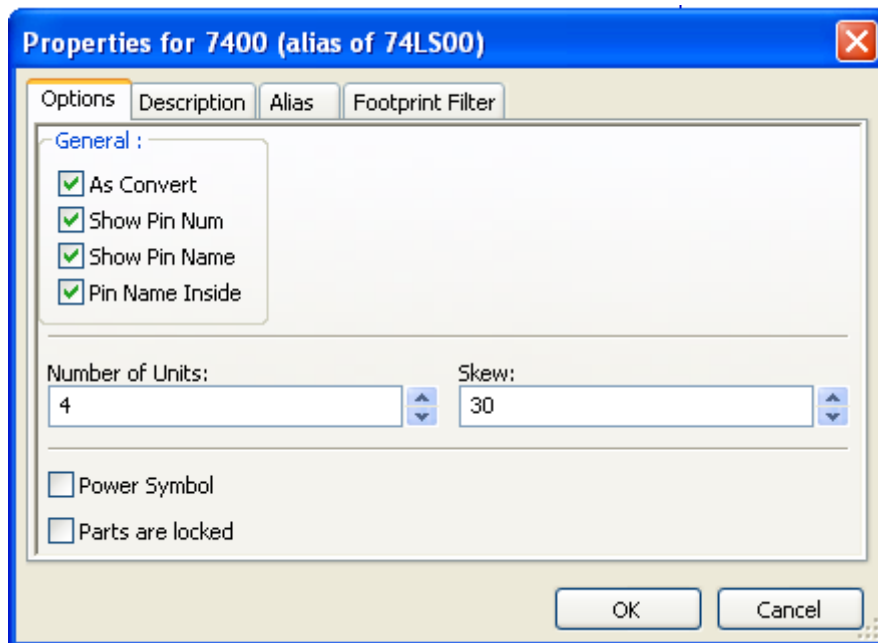 Properties for 7400 (alias of 74LS00)
Options Description Alias Footprint Filter
General :
As Convert
Show Pin Num
Show Pin Name
Pin Name Inside
Number of Units: Skew:
4 30
Power Symbol
Parts are locked
OK Cancel